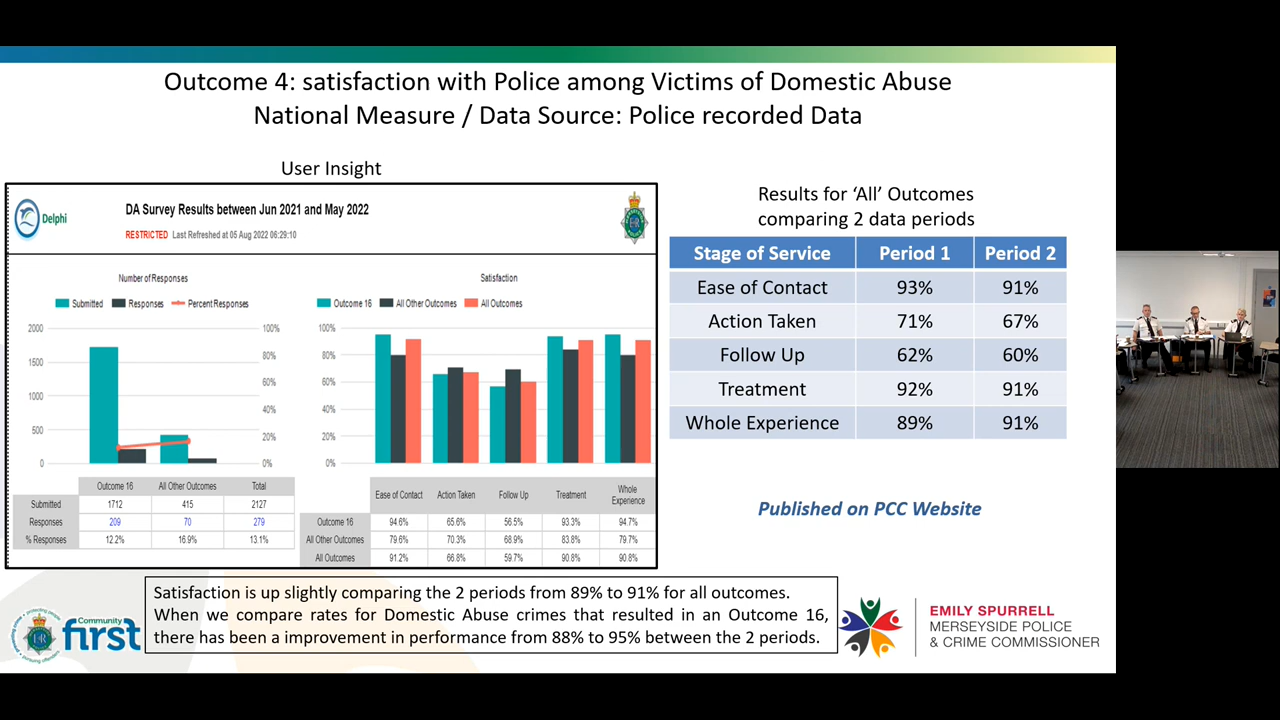 Outcome 4: satisfaction with Police among Victims of Domestic Abuse
National Measure / Data Source: Police recorded Data
User Insight
Delphi
DA Survey Results between Jun 2021 and May 2022
RESTRICTED Last Refreshed at 05 Aug 2022 06:29:10
Number of Responses
Submitted Responses Percent Responses
2000
1500
1000
500
0
100%
80%
60%
40%
20%
0%
Outcome 16 All Other Outcomes Total
Submitted 1712 415 2127
Responses 209 70 279
% Responses 12.2% 16.9% 13.1%
Satisfaction
Outcome 16 All Other Outcomes All Outcomes
100%
80%
60%
40%
20%
0%
Ease of Contact Action Taken Follow Up Treatment Whole Experience
Outcome 16 94.6% 65.6% 56.5% 93.3% 94.7%
All Other Outcomes 79.6% 70.3% 68.9% 83.8% 79.7%
All Outcomes 91.2% 66.8% 59.7% 90.8% 90.8%
Results for ‘All’ Outcomes
comparing 2 data periods
Stage of Service Period 1 Period 2
Ease of Contact 93% 91%
Action Taken 71% 67%
Follow Up 62% 60%
Treatment 92% 91%
Whole Experience 89% 91%
Published on PCC Website
Satisfaction is up slightly comparing the 2 periods from 89% to 91% for all outcomes.
When we compare rates for Domestic Abuse crimes that resulted in an Outcome 16,
there has been a improvement in performance from 88% to 95% between the 2 periods.
Community
first
EMILY SPURRELL
MERSEYSIDE POLICE
& CRIME COMMISSIONER